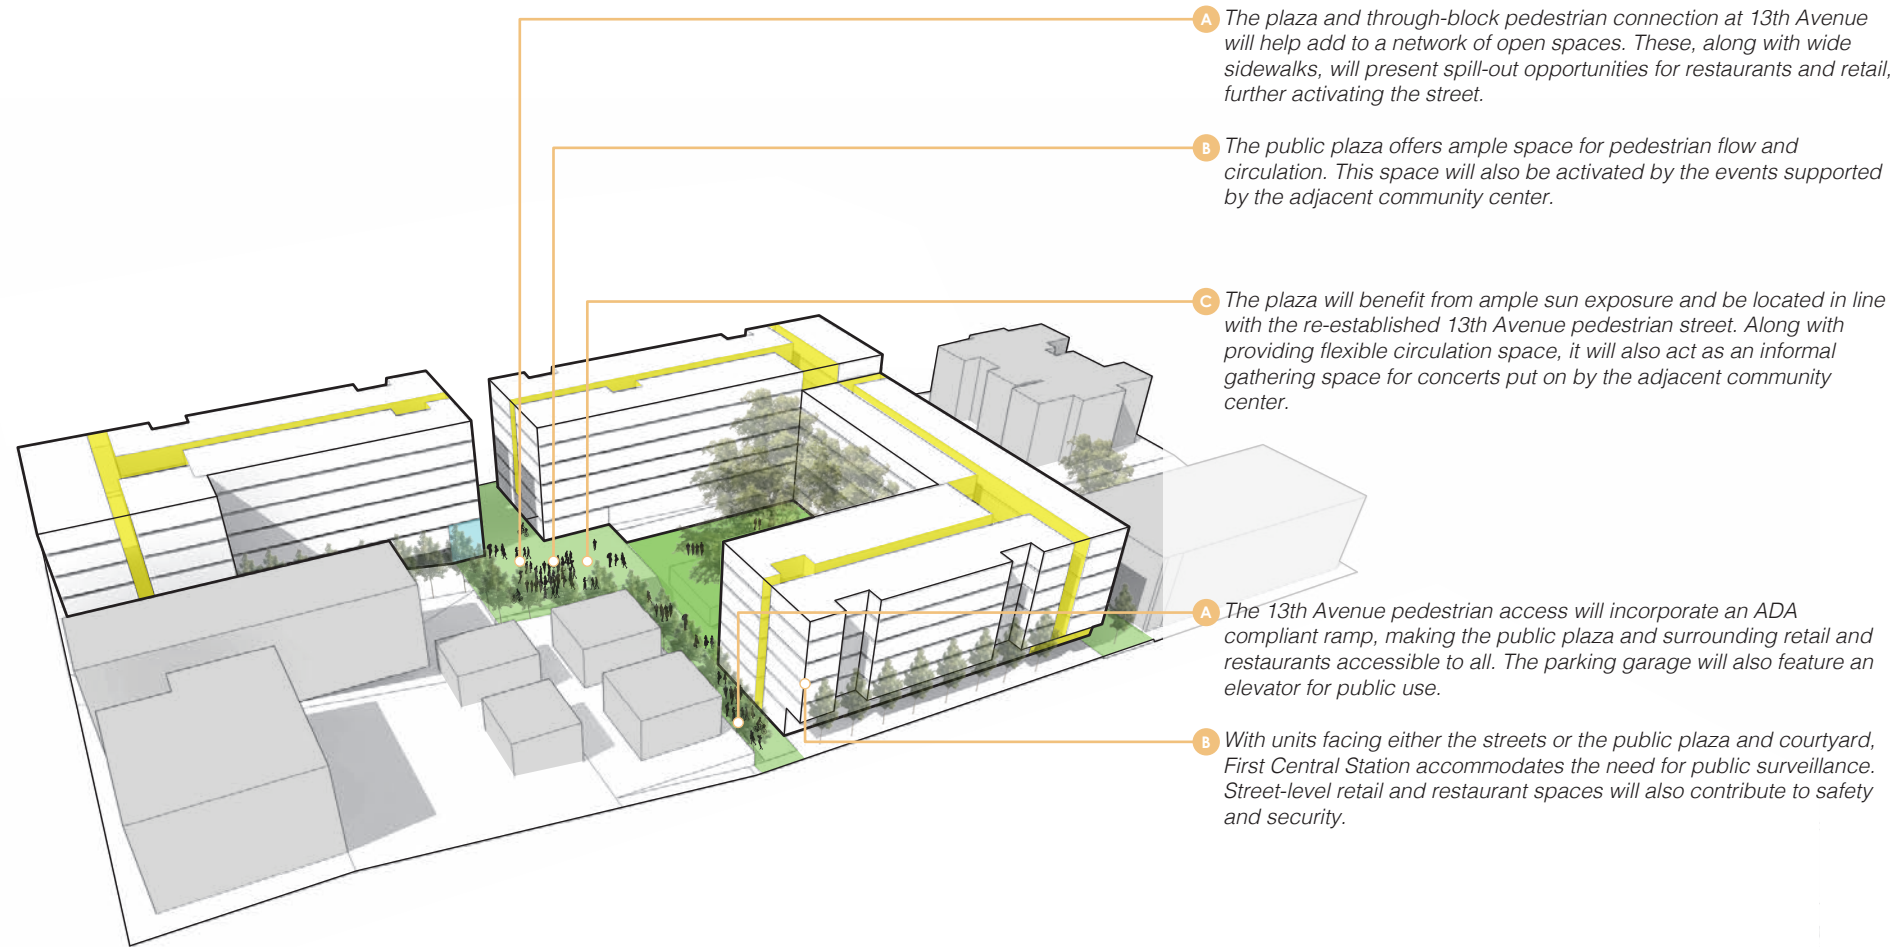 A The plaza and through-block pedestrian connection at 13th Avenue
will help add to a network of open spaces. These, along with wide
sidewalks, will present spill-out opportunities for restaurants and retail,
further activating the street.
B The public plaza offers ample space for pedestrian flow and
circulation. This space will also be activated by the events supported
by the adjacent community center.
C The plaza will benefit from ample sun exposure and be located in line
with the re-established 13th Avenue pedestrian street. Along with
providing flexible circulation space, it will also act as an informal
gathering space for concerts put on by the adjacent community
center.
A The 13th Avenue pedestrian access will incorporate an ADA
compliant ramp, making the public plaza and surrounding retail and
restaurants accessible to all. The parking garage will also feature an
elevator for public use.
B With units facing either the streets or the public plaza and courtyard,
First Central Station accommodates the need for public surveillance.
Street-level retail and restaurant spaces will also contribute to safety
and security.